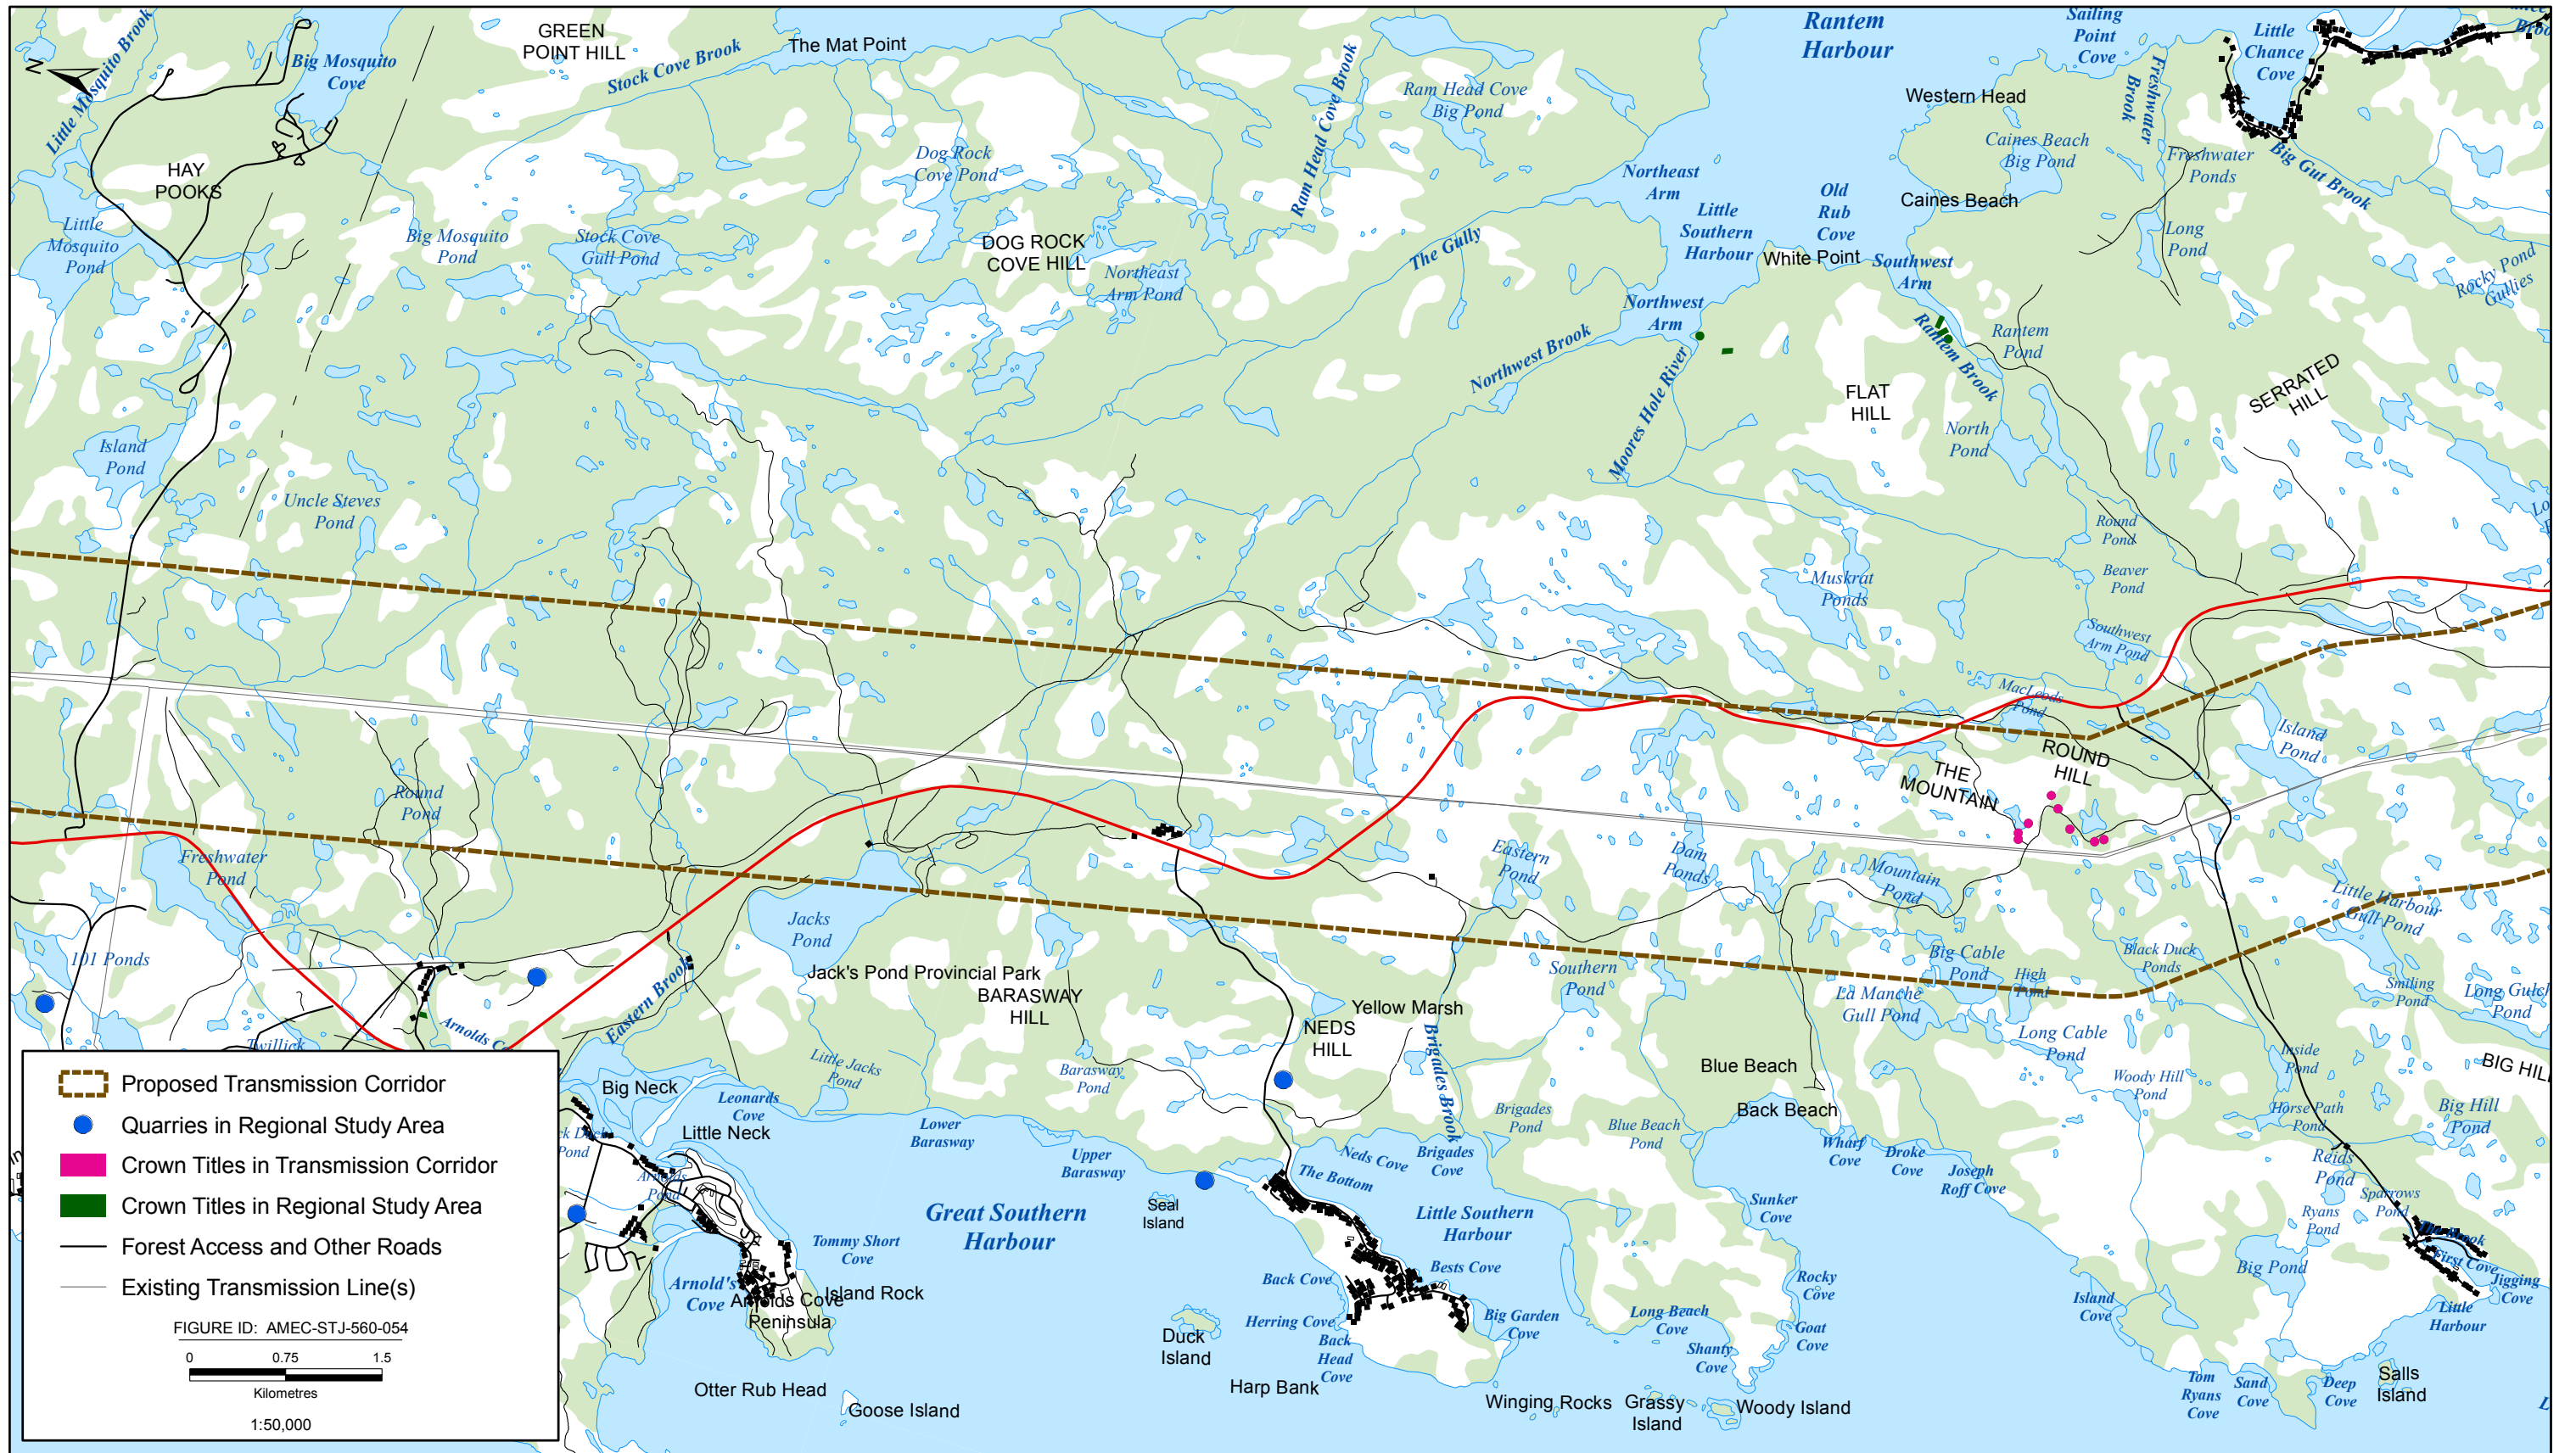 Little Mosquito Brook
Big Mosquito
Cove
GREEN
POINT HILL
Stock Cove Brook
The Mat Point
Ram Head Cove Brook
Ram Head Cove
Big Pond
Rantem
Harbour
Sailing
Point
Cove
Freshwater
Brook
Little
Chance
Cove
N
Western Head
Caines Beach
Big Pond
Caines Beach
Freshwater
Ponds
Big Gut Brook
HAY
POOKS
Little
Mosquito
Pond
Big Mosquito
Pond
Stock Cove
Gull Pond
Dog Rock
Cove Pond
DOG ROCK
COVE HILL
Northeast
Arm Pond
The Gully
Northeast
Arm
Little
Southern
Harbour
Old
Rub
Cove
White Point
Southwest
Arm
Long
Pond
Rocky Pond
Gullies
Northwest
Arm
Northwest Brook
Moores Hole River
Rantem Brook
Rantem
Pond
FLAT
HILL
North
Pond
SERRATED
HILL
Island
Pond
Uncle Steves
Pond
Round
Pond
Beaver
Pond
Muskrat
Ponds
Southwest
Arm Pond
MacLeods
Pond
Island
Pond
ROUND
HILL
THE
MOUNTAIN
Round
Pond
Freshwater
Pond
Eastern
Pond
Dam
Ponds
Mountain
Pond
Little Harbour
Gull Pond
101 Ponds
Jacks
Pond
Jack's Pond Provincial Park
BARASWAY
HILL
Eastern Brook
Southern
Pond
Big Cable
Pond
High
Pond
Black Duck
Ponds
La Manche
Gull Pond
Long Cable
Pond
Smiling
Pond
Long Gulch
Pond
Yellow Marsh
NEDS
HILL
Brigades Brook
Twillick
Arnolds
Little Jacks
Pond
Barasway
Pond
Blue Beach
Back Beach
Inside
Pond
BIG HILL
Woody Hill
Pond
Horse Path
Pond
Big Hill
Pond
Big Neck
Leonards
Cove
Little Neck
Lower
Barasway
Upper
Barasway
Brigades
Pond
Blue Beach
Pond
Neds Cove
Brigades
Cove
The Bottom
Wharf
Cove
Droke
Cove
Joseph
Roff Cove
Reids
Pond
Sparrows
Pond
Ryans
Pond
Pond
Arnolds
Pond
Seal
Island
Great Southern
Harbour
Little Southern
Harbour
Sunker
Cove
Tommy Short
Cove
Island Rock
Arnold's
Cove
Arnolds Cove
Peninsula
Back Cove
Bests Cove
Rocky
Cove
Big Pond
The Brook
First Cove
Jigging
Cove
Little
Harbour
Island
Cove
Herring Cove
Back
Head
Cove
Big Garden
Cove
Long Beach
Cove
Goat
Cove
Shanty
Cove
Duck
Island
Harp Bank
Otter Rub Head
Goose Island
Winging Rocks
Grassy
Island
Woody Island
Tom
Ryans
Cove
Sand
Cove
Deep
Cove
Salls
Island
Proposed Transmission Corridor
Quarries in Regional Study Area
Crown Titles in Transmission Corridor
Crown Titles in Regional Study Area
Forest Access and Other Roads
Existing Transmission Line(s)
FIGURE ID: AMEC-STJ-560-054
0 0.75 1.5
Kilometres
1:50,000